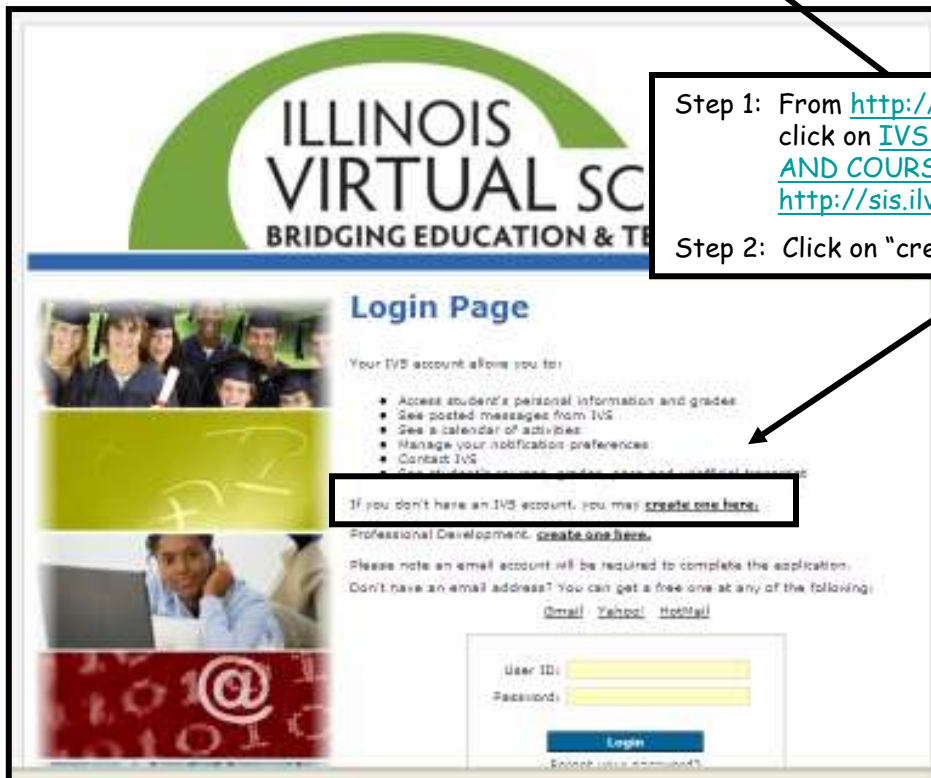 ILLINOIS
VIRTUAL SC
BRIDGING EDUCATION & TE
Step 1: From http://
click on IVS
AND COURS
http://sis.ilv
Step 2: Click on "cre
Login Page
Your IVS account allows you to:
• Access student's personal information and grades
• See posted messages from IVS
• See a calendar of activities
• Manage your notification preferences
• Contact IVS
If you don't have an IVS account, you may create one here.
Professional Development, create one here.
Please note an email account will be required to complete the application.
Don't have an email address? You can get a free one at any of the following:
Gmail Yahoo! HotMail
User ID:
Password:
Login
Forgot your password?
@